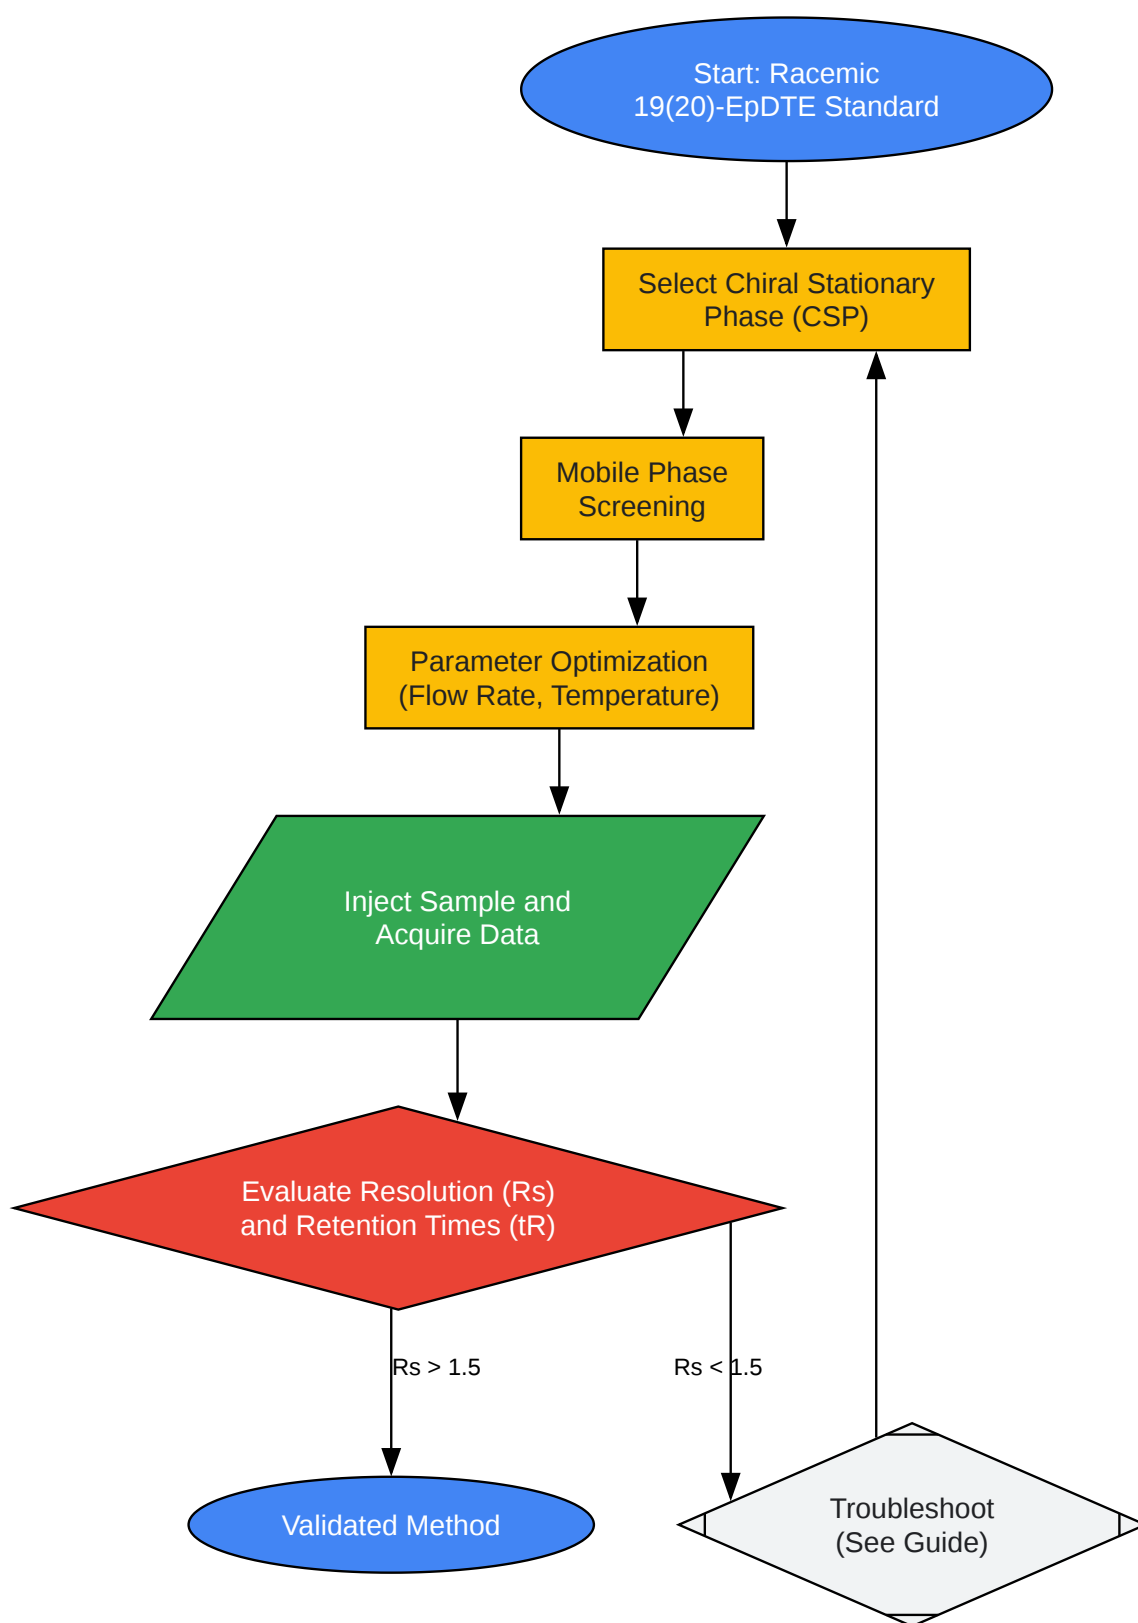 Start: Racemic
19(20)-EpDTE Standard
Select Chiral Stationary
Phase (CSP)
Mobile Phase
Screening
Parameter Optimization
(Flow Rate, Temperature)
Inject Sample and
Acquire Data
Evaluate Resolution (Rs)
and Retention Times (tR)
Rs > 1.5
Rs < 1.5
Validated Method
Troubleshoot
(See Guide)